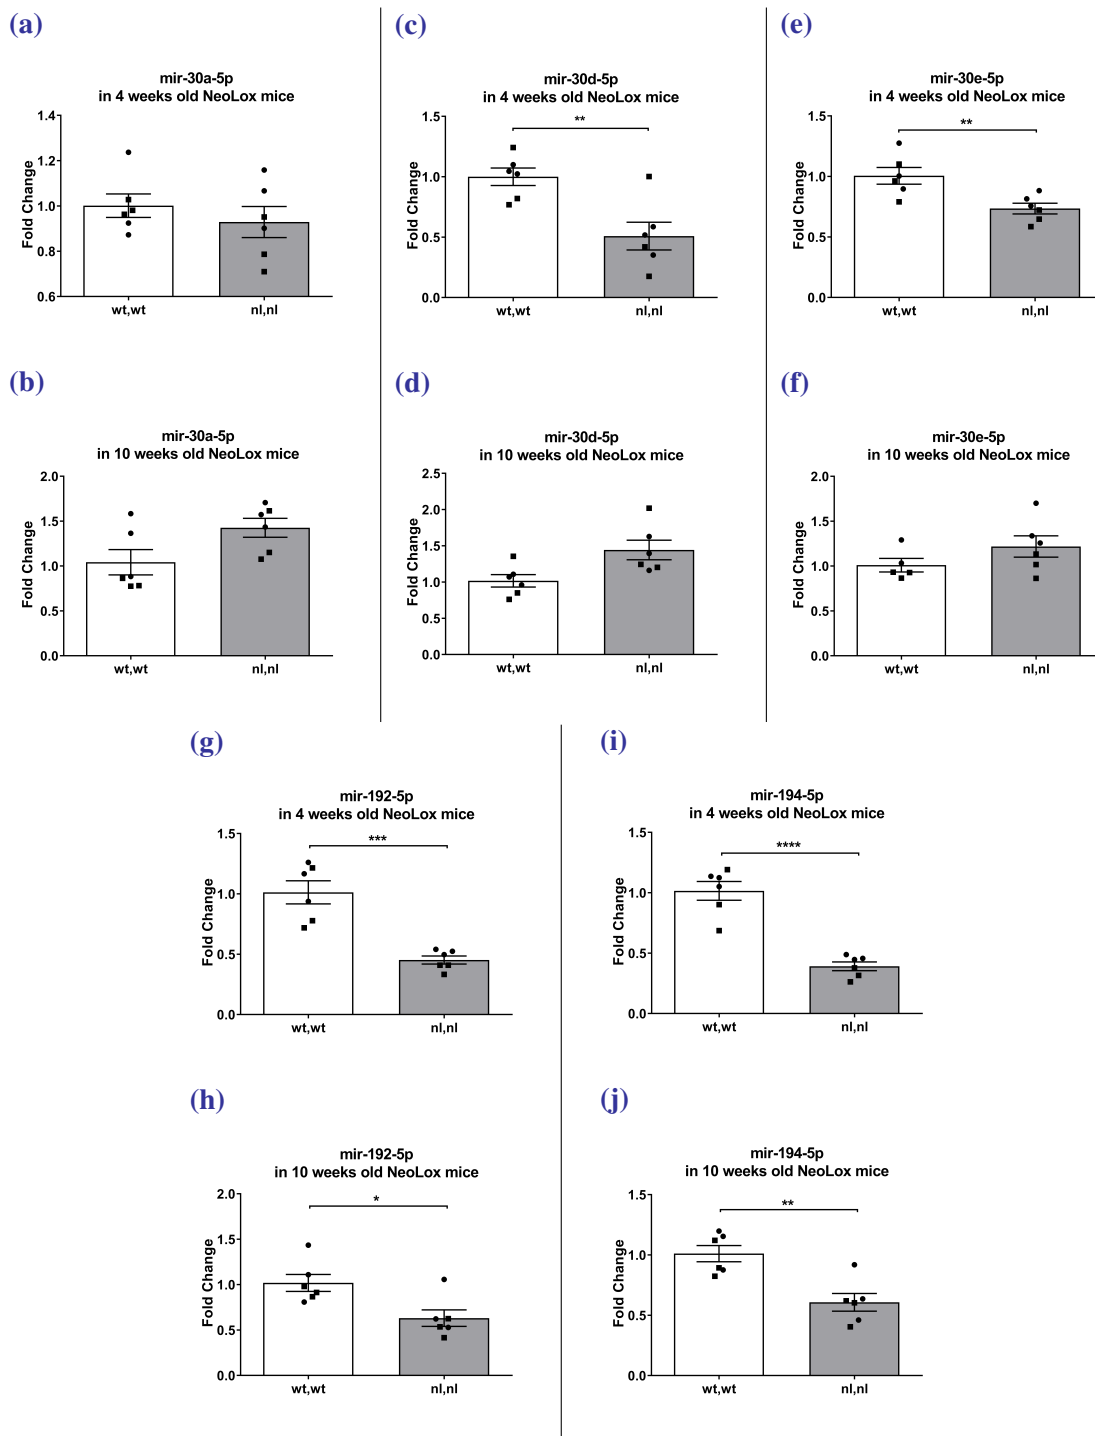 (a)
mir-30a-5p
in 4 weeks old NeoLox mice
Fold Change
1.4
1.2
1.0
0.8
0.6
wt,wt
nl,nl
(c)
mir-30d-5p
in 4 weeks old NeoLox mice
**
Fold Change
1.5
1.0
0.5
0.0
wt,wt
nl,nl
(e)
mir-30e-5p
in 4 weeks old NeoLox mice
**
Fold Change
1.5
1.0
0.5
0.0
wt,wt
nl,nl
(b)
mir-30a-5p
in 10 weeks old NeoLox mice
Fold Change
2.0
1.5
1.0
0.5
0.0
wt,wt
nl,nl
(d)
mir-30d-5p
in 10 weeks old NeoLox mice
Fold Change
2.5
2.0
1.5
1.0
0.5
0.0
wt,wt
nl,nl
(f)
mir-30e-5p
in 10 weeks old NeoLox mice
Fold Change
2.0
1.5
1.0
0.5
0.0
wt,wt
nl,nl
(g)
mir-192-5p
in 4 weeks old NeoLox mice
***
Fold Change
1.5
1.0
0.5
0.0
wt,wt
nl,nl
(i)
mir-194-5p
in 4 weeks old NeoLox mice
****
Fold Change
1.5
1.0
0.5
0.0
wt,wt
nl,nl
(h)
mir-192-5p
in 10 weeks old NeoLox mice
*
Fold Change
2.0
1.5
1.0
0.5
0.0
wt,wt
nl,nl
(j)
mir-194-5p
in 10 weeks old NeoLox mice
**
Fold Change
1.5
1.0
0.5
0.0
wt,wt
nl,nl